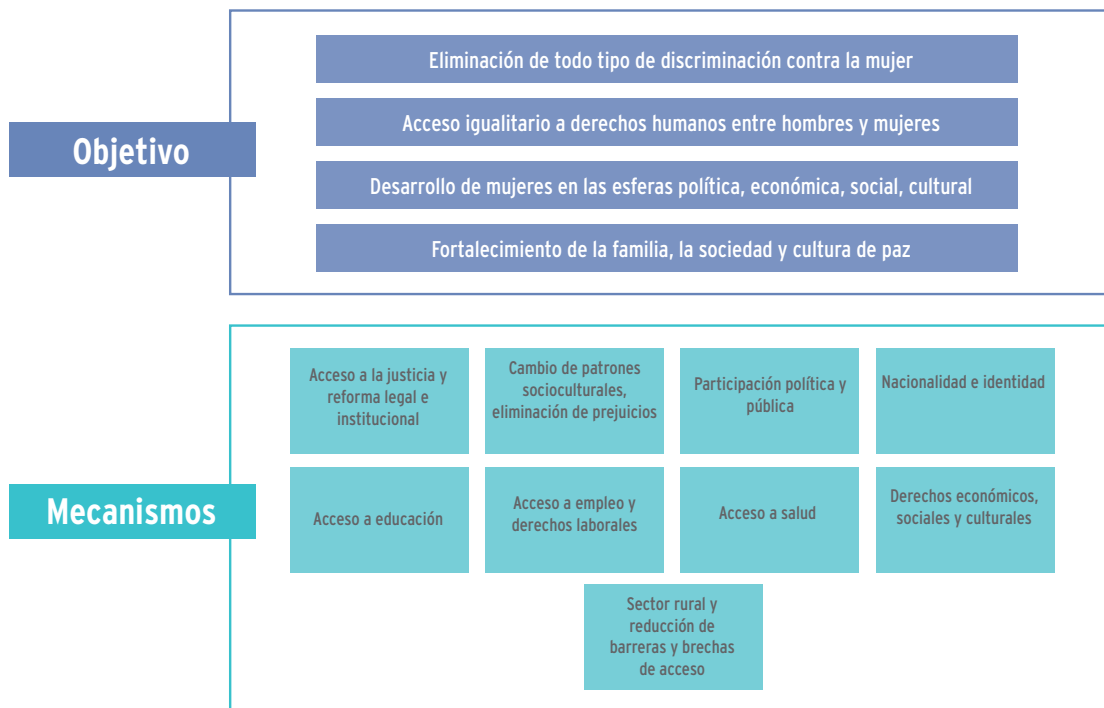 Objetivo
Eliminación de todo tipo de discriminación contra la mujer
Acceso igualitario a derechos humanos entre hombres y mujeres
Desarrollo de mujeres en las esferas política, económica, social, cultural
Fortalecimiento de la familia, la sociedad y cultura de paz
Mecanismos
Acceso a la justicia y
reforma legal e
institucional
Cambio de patrones
socioculturales,
eliminación de prejuicios
Participación política y
pública
Nacionalidad e identidad
Acceso a educación
Acceso a empleo y
derechos laborales
Acceso a salud
Derechos económicos,
sociales y culturales
Sector rural y
reducción de
barreras y brechas
de acceso